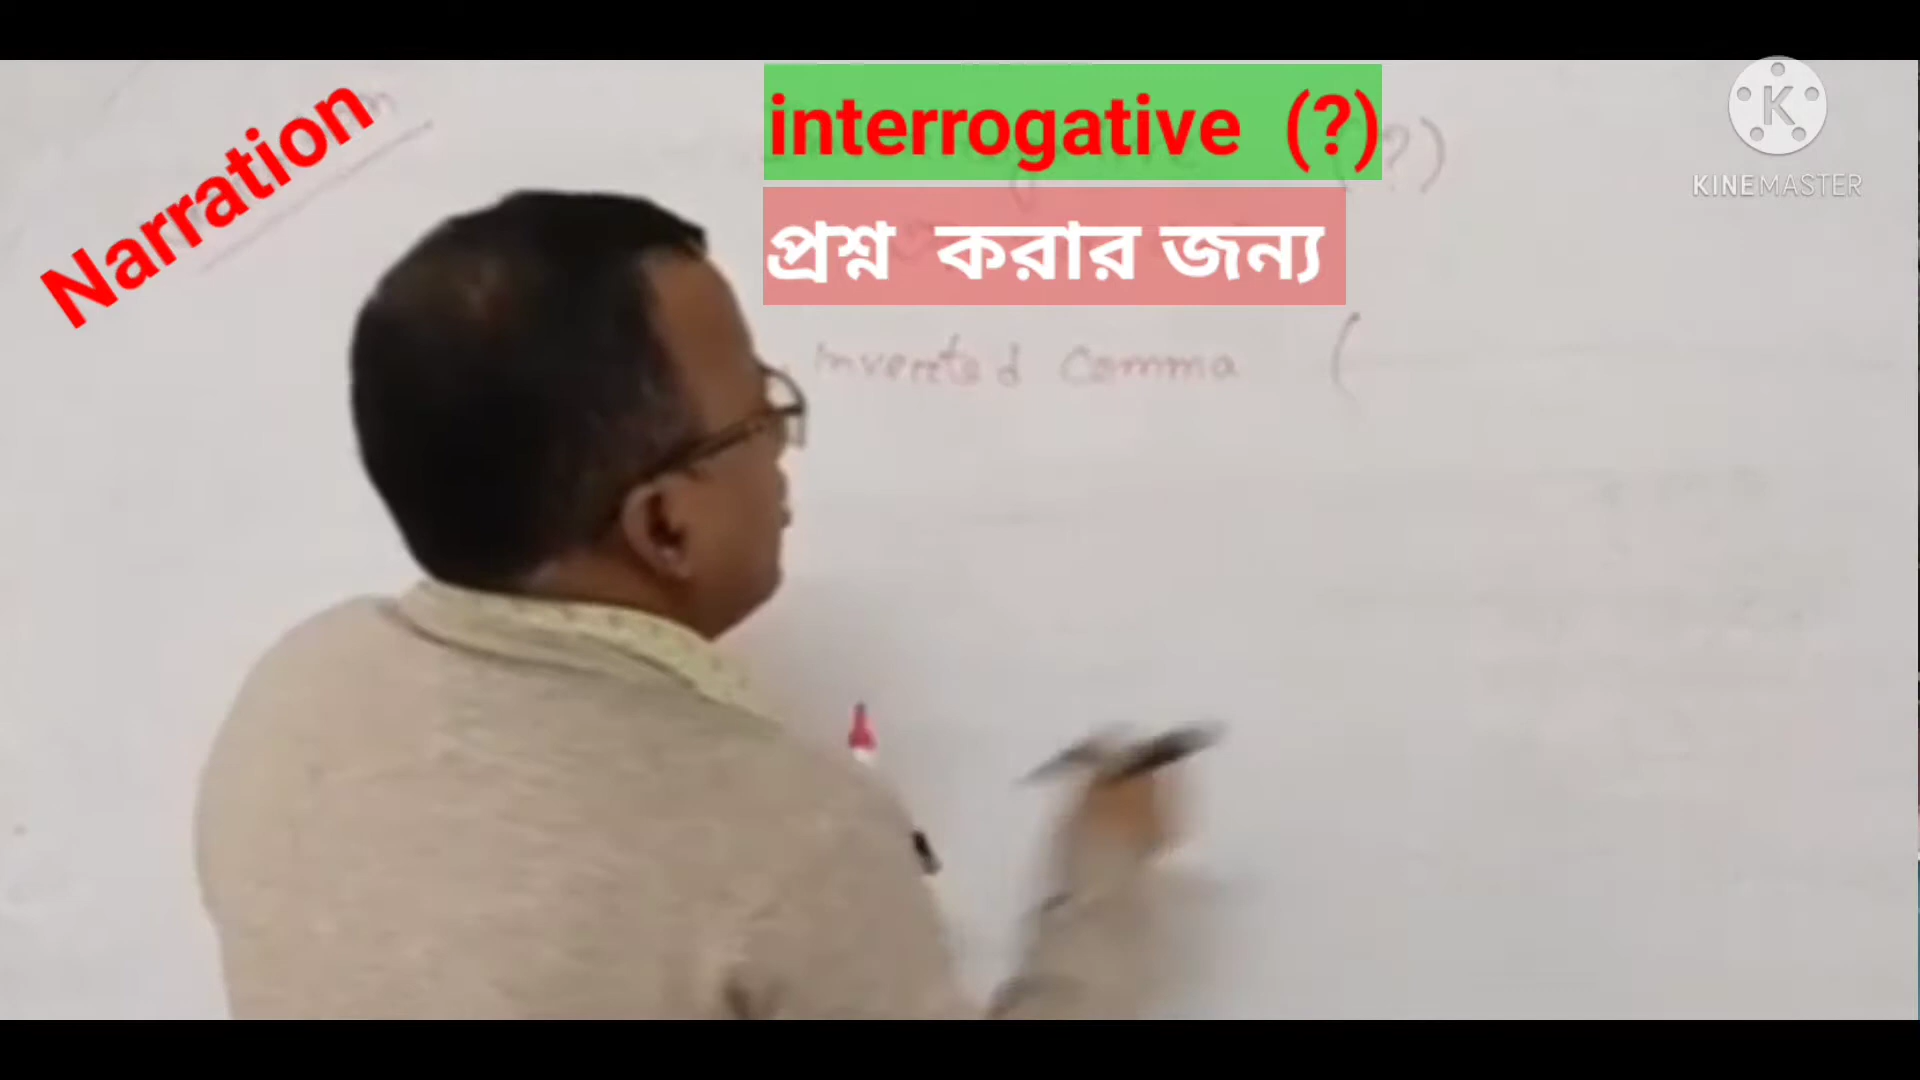 Narration
interrogative (?)
প্রশ্ন করার জন্য
KINEMASTER
(?)
Inverted Comma (